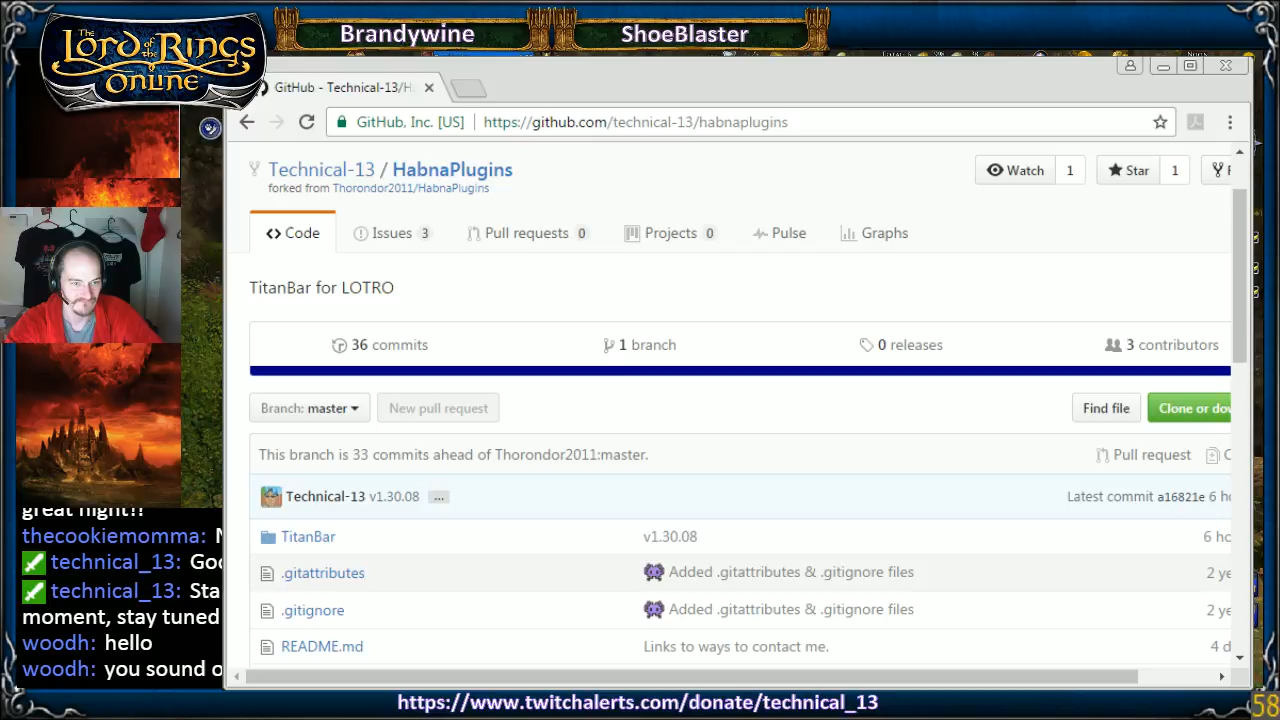 The
LORD of the RINGS
ONLINE
Brandywine
ShoeBlaster
GitHub - Technical-13/H
GitHub, Inc. [US] https://github.com/technical-13/habnaplugins
Technical-13 / HabnaPlugins
forked from Thorondor2011/HabnaPlugins
Watch 1
Star 1
F
Code
Issues 3
Pull requests 0
Projects 0
Pulse
Graphs
TitanBar for LOTRO
36 commits
1 branch
0 releases
3 contributors
Branch: master
New pull request
Find file
Clone or dow
This branch is 33 commits ahead of Thorondor2011:master.
Pull request
C
Technical-13 v1.30.08 ...
Latest commit a16821e 6 ho
TitanBar v1.30.08 6 hc
.gitattributes Added .gitattributes & .gitignore files 2 ye
.gitignore Added .gitattributes & .gitignore files 2 ye
README.md Links to ways to contact me. 4 d
great night!!
thecookiemomma:
technical_13: Goo
technical_13: Sta
moment, stay tuned
woodh: hello
woodh: you sound o
https://www.twitchalerts.com/donate/technical_13
58